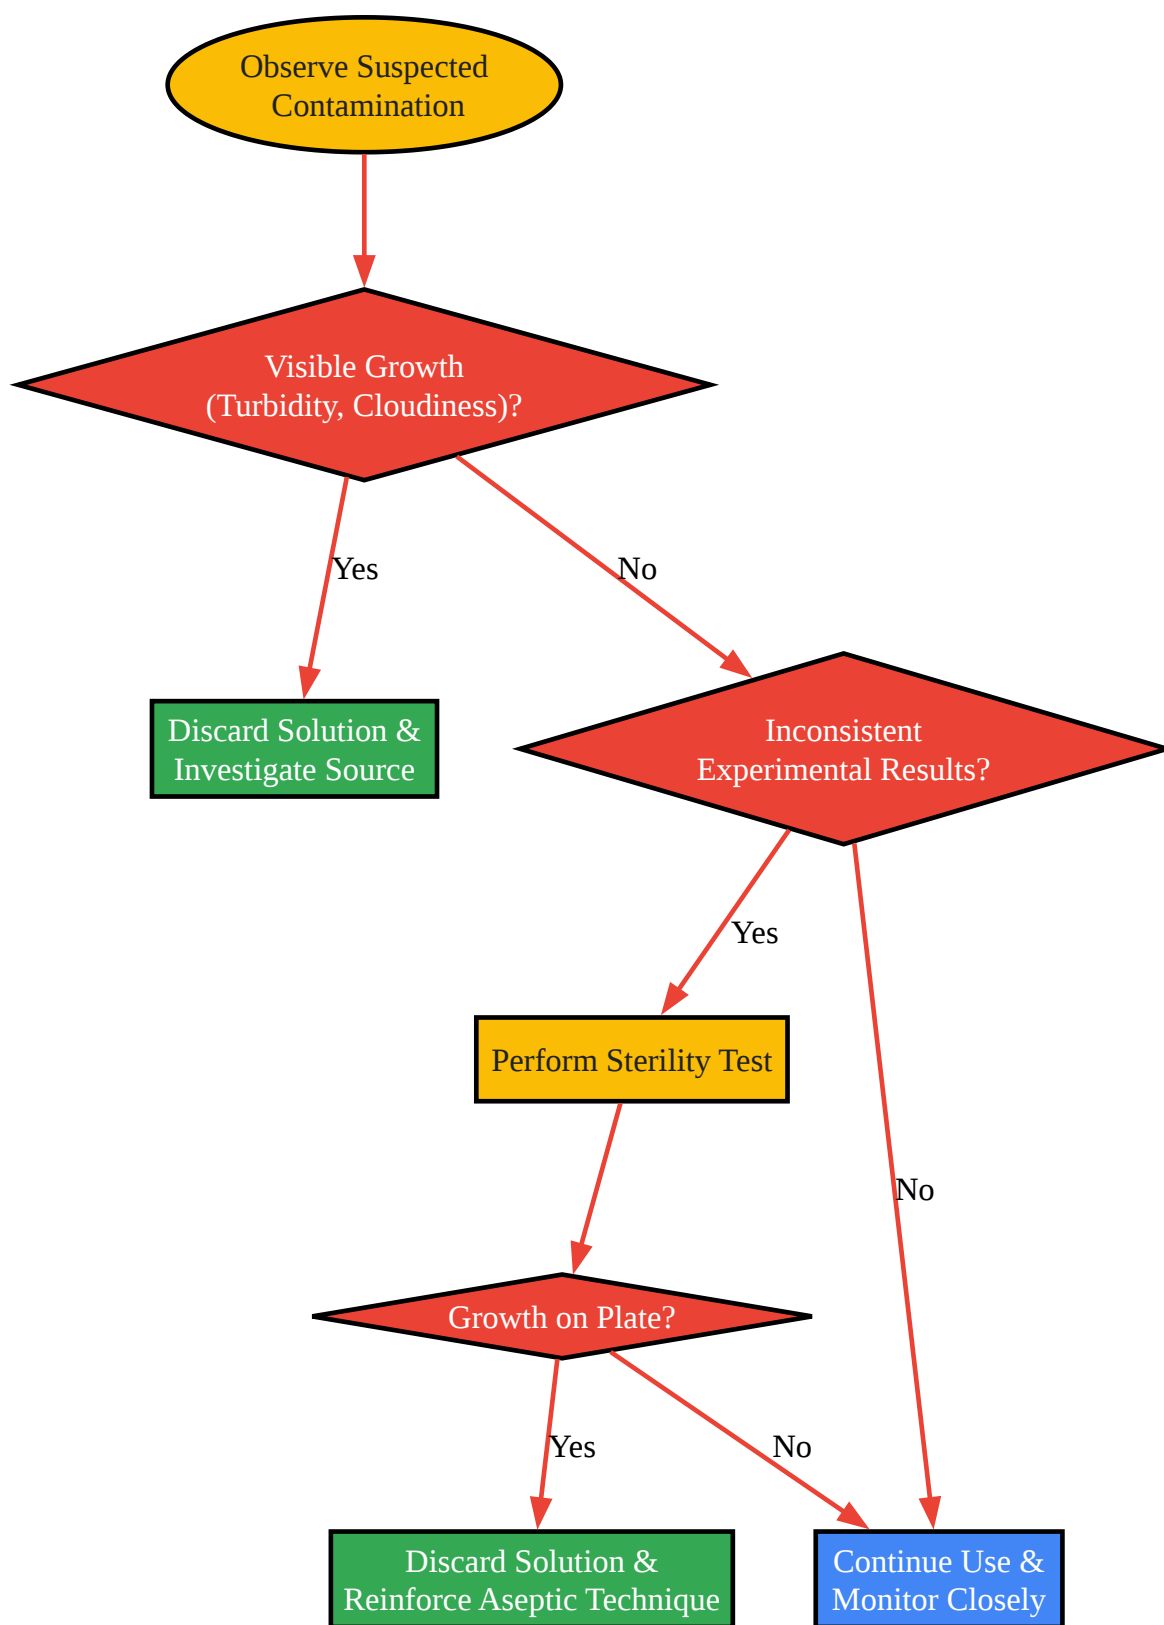 Observe Suspected
Contamination
Visible Growth
(Turbidity, Cloudiness)?
Yes
No
Discard Solution &
Investigate Source
Inconsistent
Experimental Results?
Yes
Perform Sterility Test
No
Growth on Plate?
Yes
No
Discard Solution &
Reinforce Aseptic Technique
Continue Use &
Monitor Closely